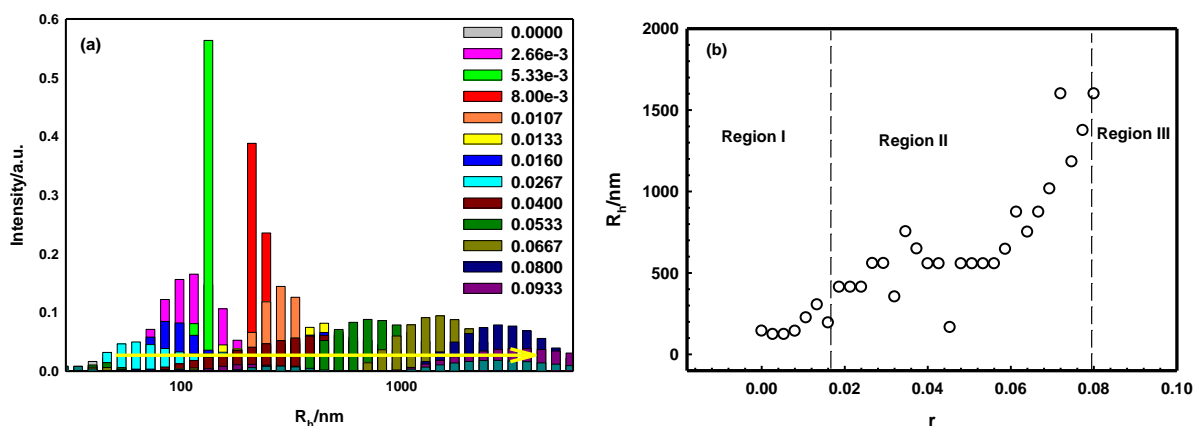 (a)
0.6
0.5
0.4
0.3
0.2
0.1
0.0
Intensity/a.u.
100
1000
Rh/nm
0.0000
2.66e-3
5.33e-3
8.00e-3
0.0107
0.0133
0.0160
0.0267
0.0400
0.0533
0.0667
0.0800
0.0933
(b)
2000
1500
1000
500
0
Rh/nm
Region I
Region II
Region III
0.00
0.02
0.04
0.06
0.08
0.10
r